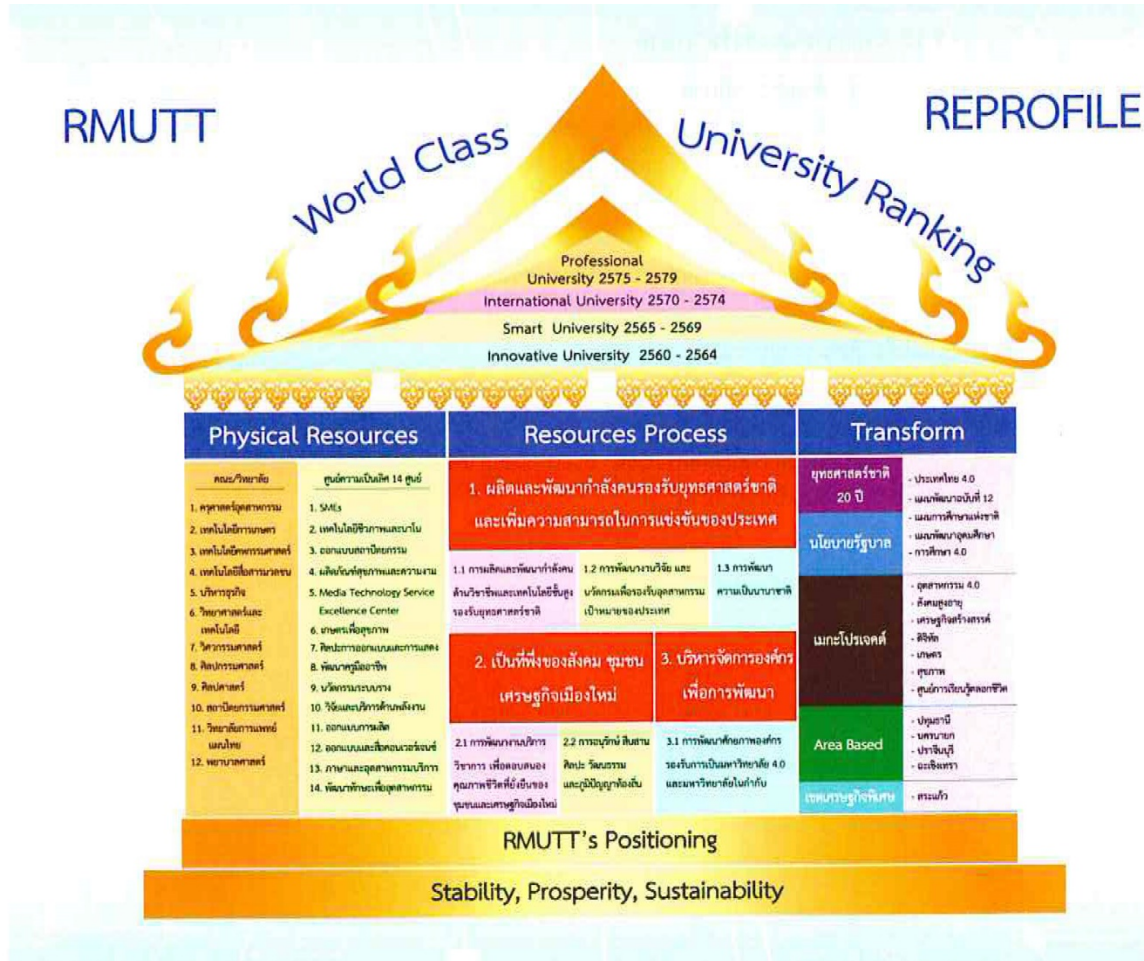 RMUTT
REPROFILE
World Class
University Ranking
Professional
University 2575 - 2579
International University 2570 - 2574
Smart University 2565 - 2569
Innovative University 2560 - 2564
Physical Resources
คณะ/วิทยาลัย
1. ครุศาสตร์อุตสาหกรรม
2. เทคโนโลยีการเกษตร
3. เทคโนโลยีคหกรรมศาสตร์
4. เทคโนโลยีสื่อสารมวลชน
5. บริหารธุรกิจ
6. วิทยาศาสตร์และ
เทคโนโลยี
7. วิศวกรรมศาสตร์
8. ศิลปกรรมศาสตร์
9. ศิลปศาสตร์
10. สถาปัตยกรรมศาสตร์
11. วิทยาลัยการแพทย์
แผนไทย
12. พยาบาลศาสตร์
ศูนย์ความเป็นเลิศ 14 ศูนย์
1. SMEs
2. เทคโนโลยีชีวภาพและนาโน
3. ออกแบบสถาปัตยกรรม
4. ผลิตภัณฑ์สุขภาพและความงาม
5. Media Technology Service
Excellence Center
6. เกษตรเพื่อสุขภาพ
7. ศิลปะการออกแบบและการแสดง
8. พัฒนาครูมืออาชีพ
9. นวัตกรรมระบบราง
10. วิจัยและบริการด้านพลังงาน
11. ออกแบบการผลิต
12. ออกแบบและสื่อคอนเวอร์เจนซ์
13. ภาษาและอุตสาหกรรมบริการ
14. พัฒนาทักษะเพื่ออุตสาหกรรม
Resources Process
1. ผลิตและพัฒนากำลังคนรองรับยุทธศาสตร์ชาติ
และเพิ่มความสามารถในการแข่งขันของประเทศ
1.1 การผลิตและพัฒนากำลังคน
ด้านวิชาชีพและเทคโนโลยีชั้นสูง
รองรับยุทธศาสตร์ชาติ
1.2 การพัฒนางานวิจัย และ
นวัตกรรมเพื่อรองรับอุตสาหกรรม
เป้าหมายของประเทศ
1.3 การพัฒนา
ความเป็นนานาชาติ
2. เป็นที่พึ่งของสังคม ชุมชน
เศรษฐกิจเมืองใหม่
3. บริหารจัดการองค์กร
เพื่อการพัฒนา
2.1 การพัฒนางานบริการ
วิชาการ เพื่อตอบสนอง
คุณภาพชีวิตที่ยั่งยืนของ
ชุมชนและเศรษฐกิจเมืองใหม่
2.2 การอนุรักษ์ สืบสาน
ศิลปะ วัฒนธรรม
และภูมิปัญญาท้องถิ่น
3.1 การพัฒนาศักยภาพองค์กร
รองรับการเป็นมหาวิทยาลัย 4.0
และมหาวิทยาลัยในกำกับ
Transform
ยุทธศาสตร์ชาติ
20 ปี
นโยบายรัฐบาล
- ประเทศไทย 4.0
- แผนพัฒนาฉบับที่ 12
- แผนการศึกษาแห่งชาติ
- แผนพัฒนาอุดมศึกษา
- การศึกษา 4.0
เมกะโปรเจคต์
- อุตสาหกรรม 4.0
- สังคมสูงอายุ
- เศรษฐกิจสร้างสรรค์
- ดิจิทัล
- เกษตร
- สุขภาพ
- ศูนย์การเรียนรู้ตลอดชีวิต
Area Based
- ปทุมธานี
- นครนายก
- ปราจีนบุรี
- ฉะเชิงเทรา
เขตเศรษฐกิจพิเศษ
- สระแก้ว
RMUTT's Positioning
Stability, Prosperity, Sustainability